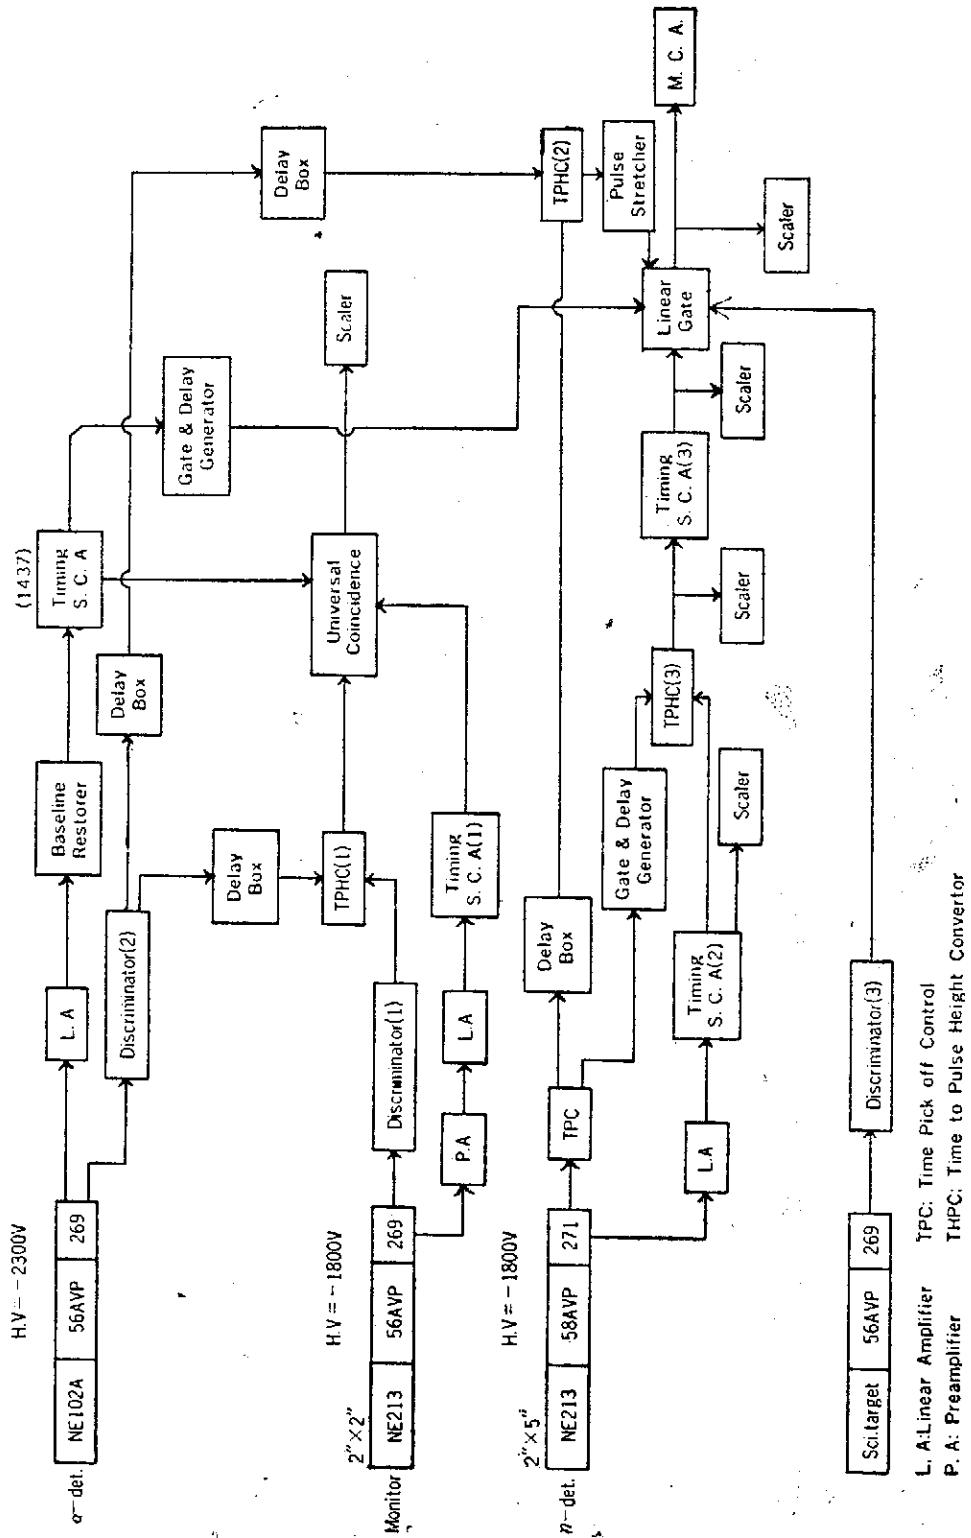 H.V = −2300V
α−det.
NE102A
56AVP
269
L. A
Baseline
Restorer
(1437)
Timing
S. C. A
Discriminator(2)
Delay
Box
Gate & Delay
Generator
Delay
Box
Delay
Box
H.V = −1800V
2"×2"
Monitor
NE213
56AVP
269
Discriminator(1)
TPHC(1)
Universal
Coincidence
Scaler
P.A
L.A
Timing
S. C. A(1)
H.V = −1800V
2"×5"
n−det.
NE213
58AVP
271
TPC
Delay
Box
TPHC(2)
Pulse
Stretcher
Gate & Delay
Generator
TPHC(3)
Timing
S. C. A(3)
Linear
Gate
M. C. A.
L.A
Timing
S. C. A(2)
Scaler
Scaler
Scaler
Scaler
Sci.target
56AVP
269
Discriminator(3)
L. A:Linear Amplifier TPC: Time Pick off Control
P. A: Preamplifier THPC: Time to Pulse Height Convertor